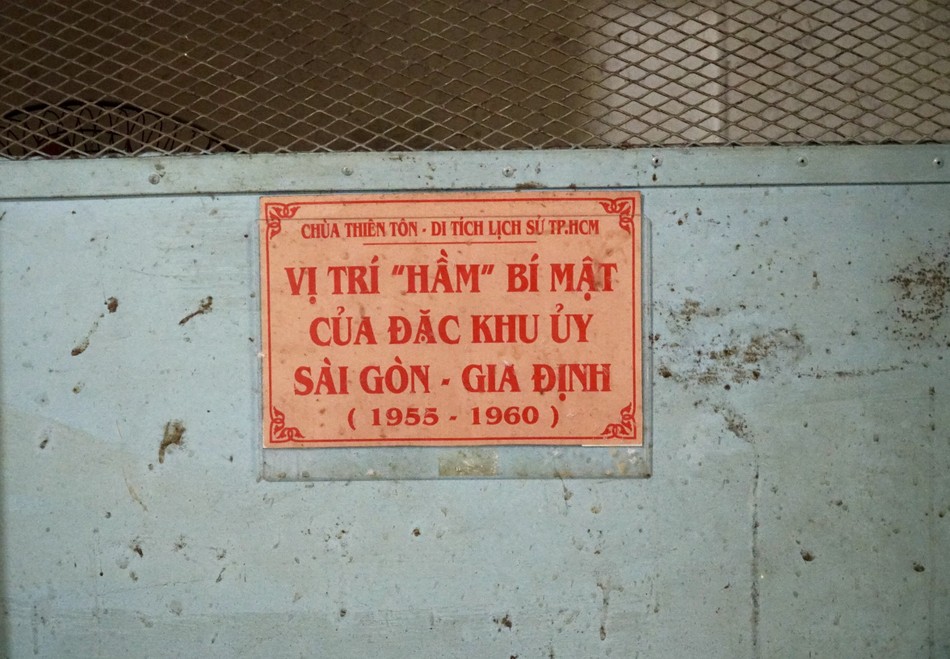 CHÙA THIÊN TÔN - DI TÍCH LỊCH SỬ TP.HCM
VỊ TRÍ "HẦM" BÍ MẬT
CỦA ĐẶC KHU ỦY
SÀI GÒN - GIA ĐỊNH
( 1955 - 1960 )